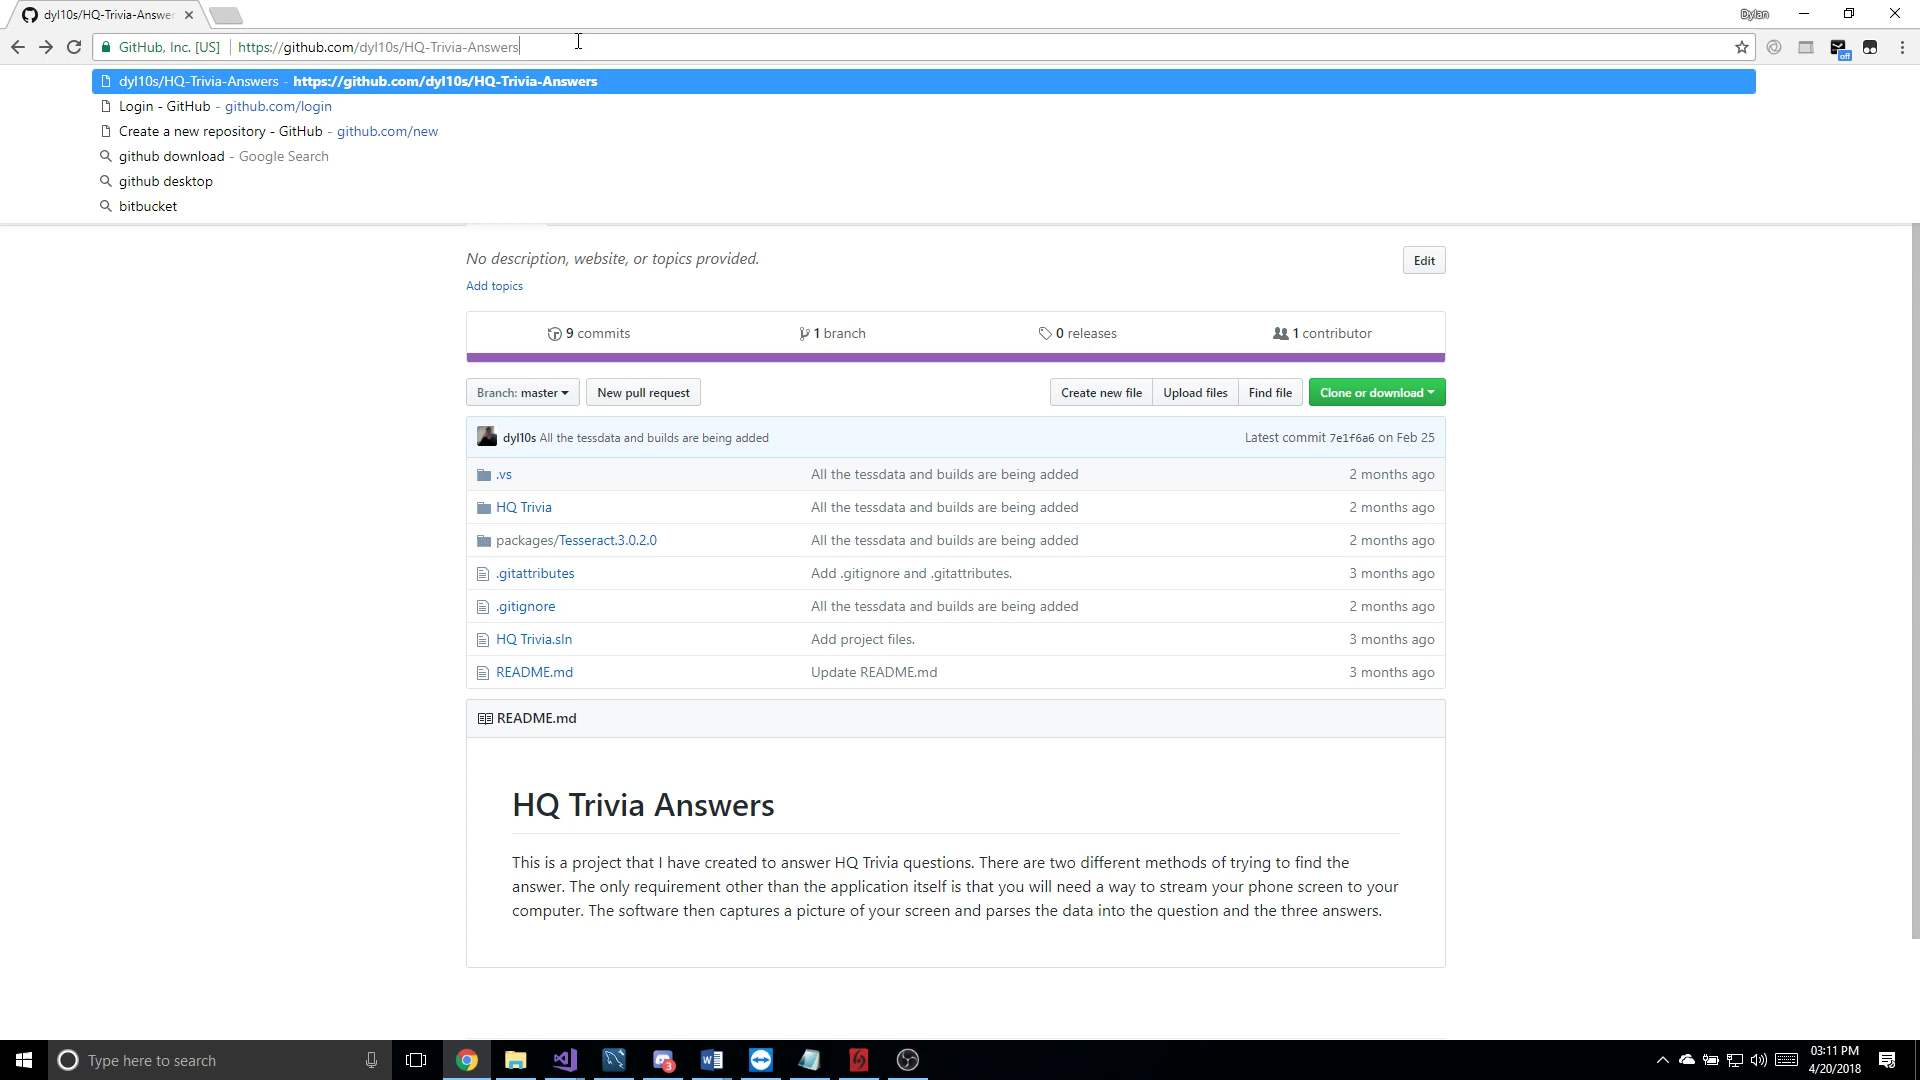 dyl10s/HQ-Trivia-Answer
Dylan
GitHub, Inc. [US] https://github.com/dyl10s/HQ-Trivia-Answers
off
dyl10s/HQ-Trivia-Answers - https://github.com/dyl10s/HQ-Trivia-Answers
Login - GitHub - github.com/login
Create a new repository - GitHub - github.com/new
github download - Google Search
github desktop
bitbucket
No description, website, or topics provided.
Edit
Add topics
9 commits 1 branch 0 releases 1 contributor
Branch: master New pull request Create new file Upload files Find file Clone or download
dyl10s All the tessdata and builds are being added Latest commit 7e1f6a6 on Feb 25
.vs All the tessdata and builds are being added 2 months ago
HQ Trivia All the tessdata and builds are being added 2 months ago
packages/Tesseract.3.0.2.0 All the tessdata and builds are being added 2 months ago
.gitattributes Add .gitignore and .gitattributes. 3 months ago
.gitignore All the tessdata and builds are being added 2 months ago
HQ Trivia.sln Add project files. 3 months ago
README.md Update README.md 3 months ago
README.md
HQ Trivia Answers
This is a project that I have created to answer HQ Trivia questions. There are two different methods of trying to find the
answer. The only requirement other than the application itself is that you will need a way to stream your phone screen to your
computer. The software then captures a picture of your screen and parses the data into the question and the three answers.
Type here to search
3
03:11 PM
4/20/2018